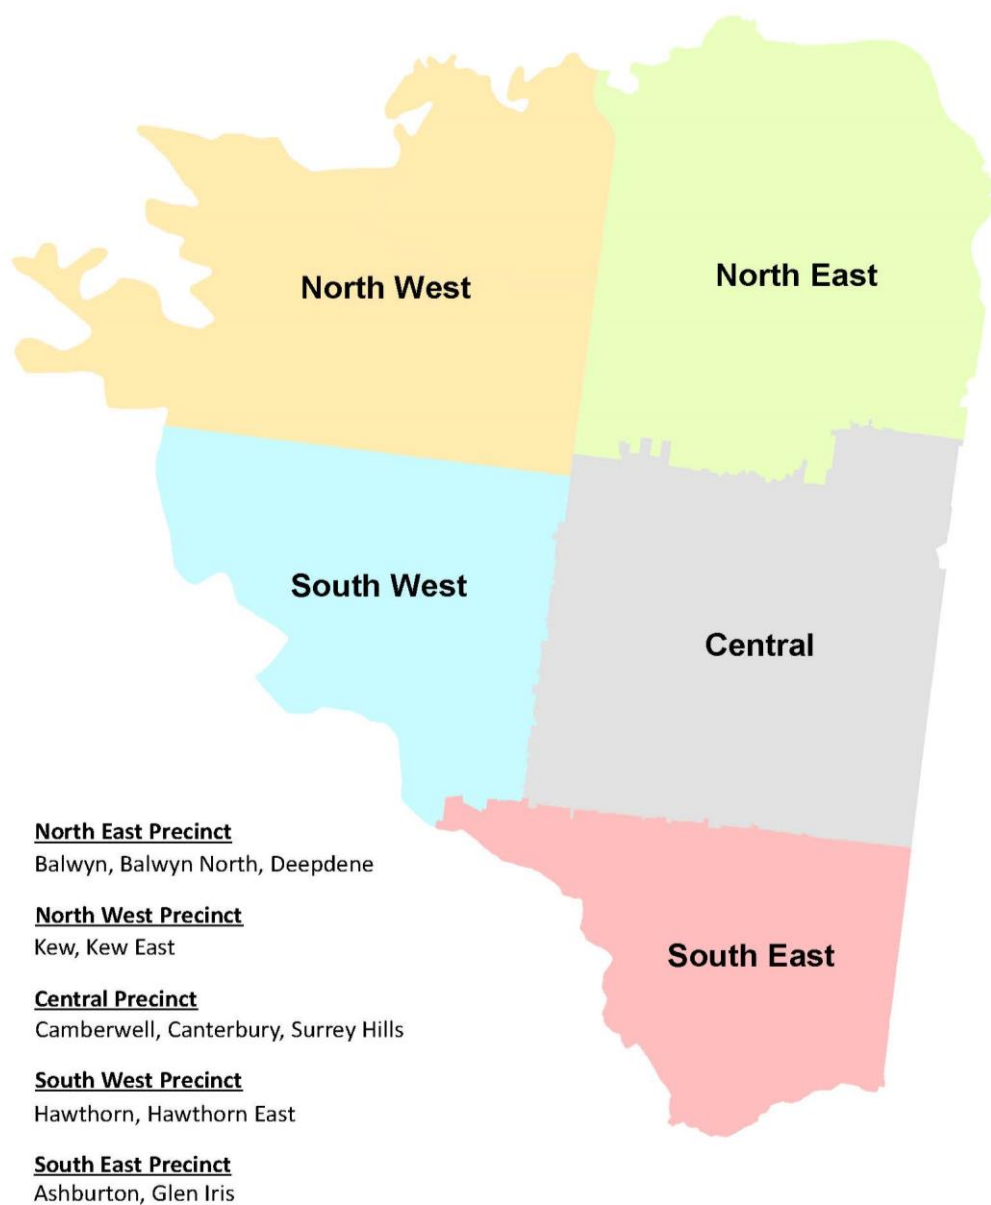 North West
North East
South West
Central
South East
North East Precinct
Balwyn, Balwyn North, Deepdene
North West Precinct
Kew, Kew East
Central Precinct
Camberwell, Canterbury, Surrey Hills
South West Precinct
Hawthorn, Hawthorn East
South East Precinct
Ashburton, Glen Iris